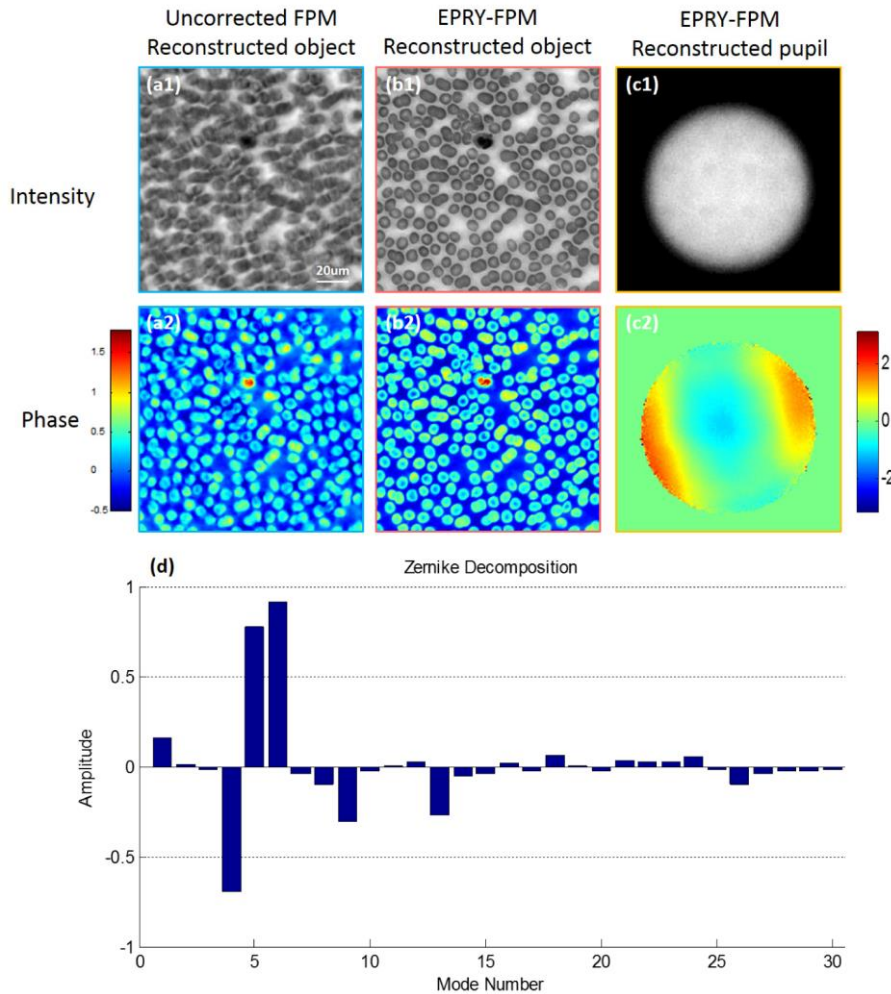 Uncorrected FPM
Reconstructed object
EPRY-FPM
Reconstructed object
EPRY-FPM
Reconstructed pupil
Intensity
(a1)
20um
(b1)
(c1)
Phase
1.5
1
0.5
0
-0.5
(a2)
(b2)
(c2)
2
0
-2
(d)
Zernike Decomposition
Amplitude
1
0.5
0
-0.5
-1
0
5
10
15
20
25
30
Mode Number